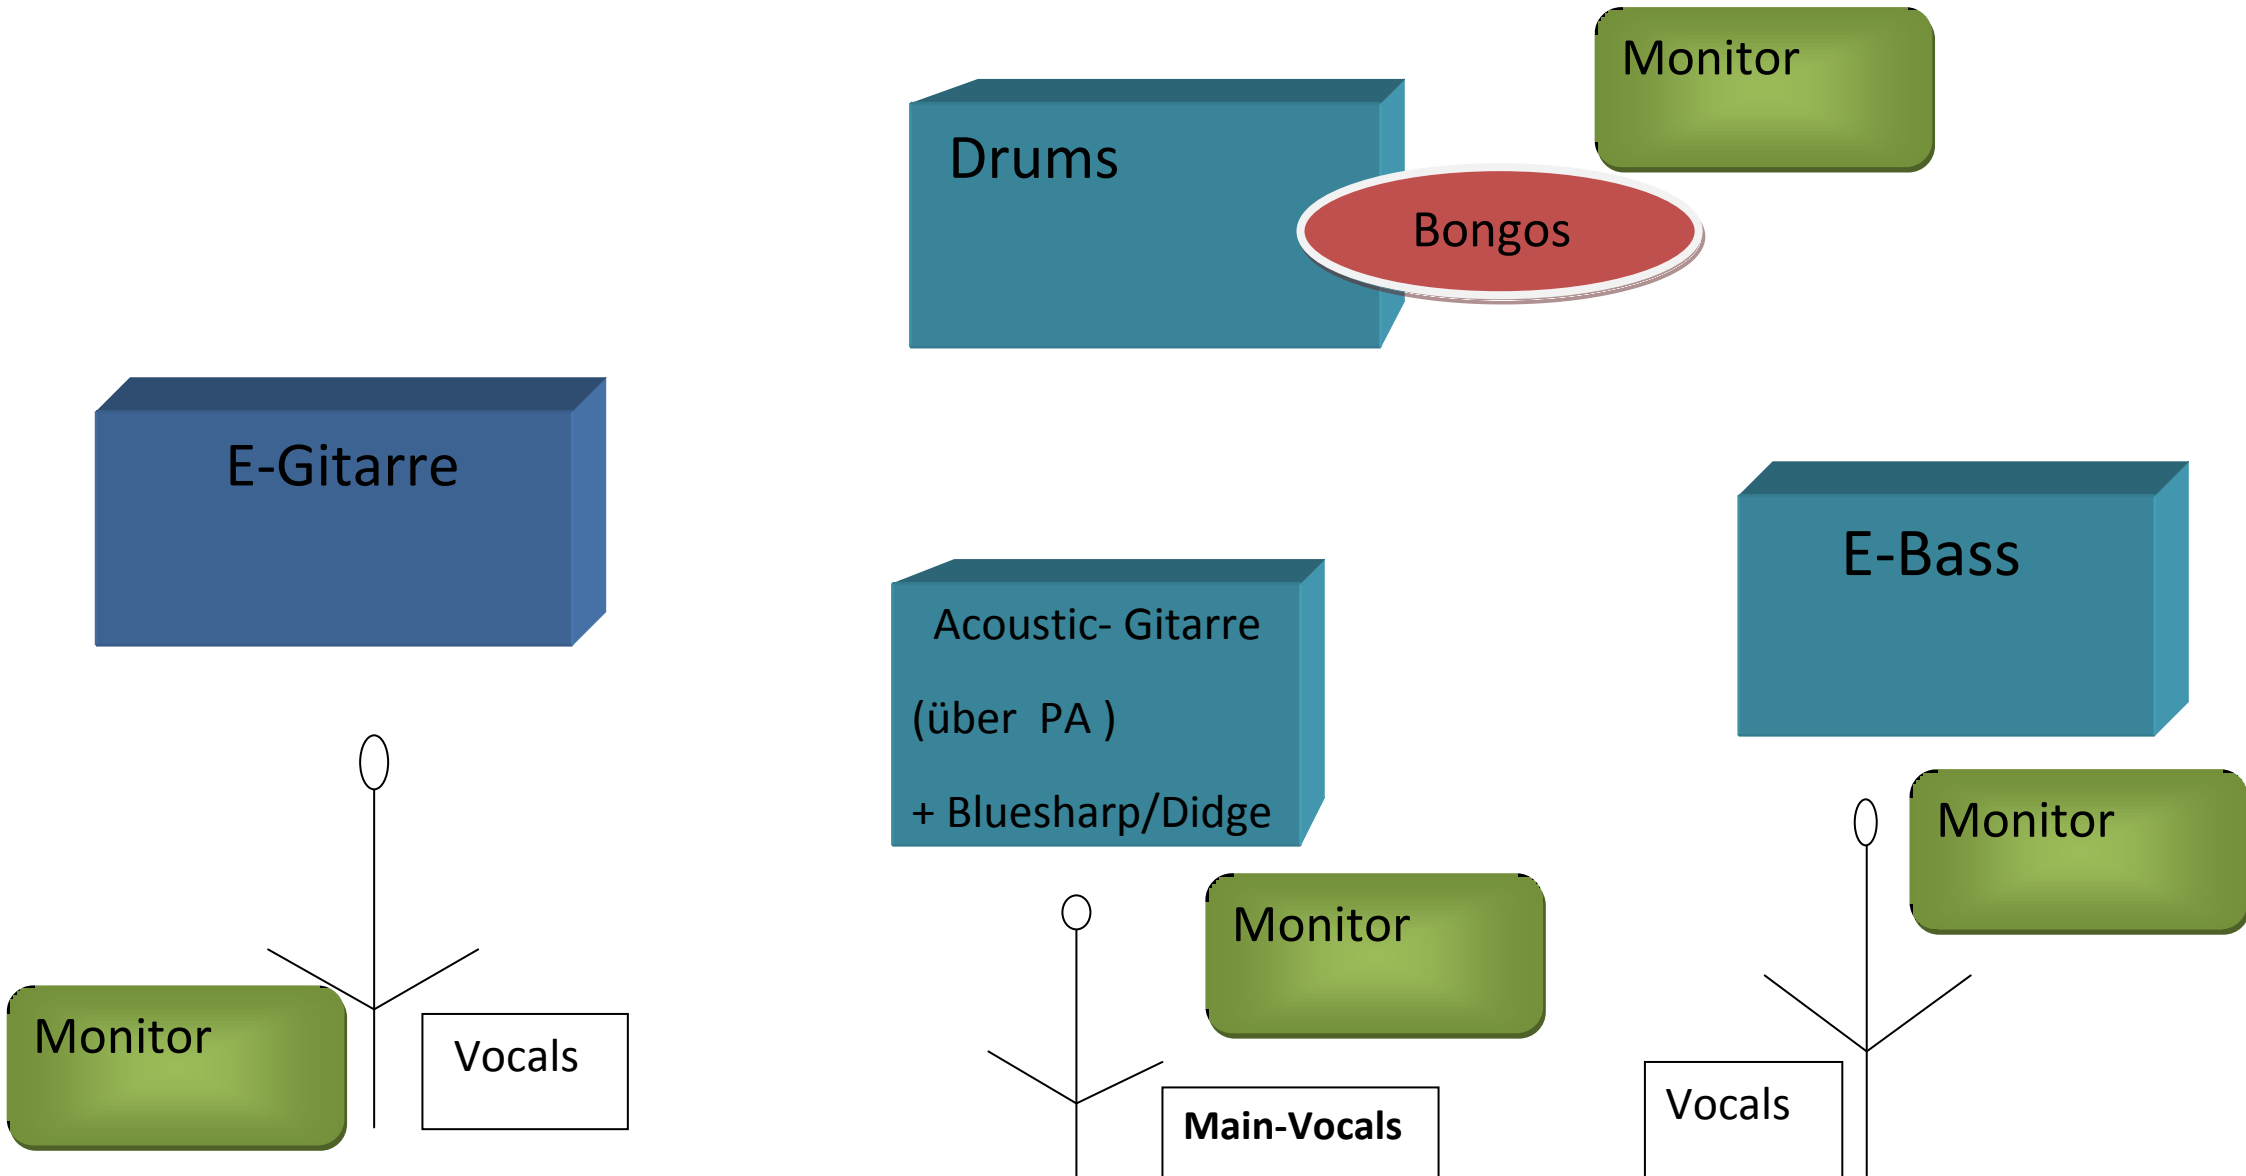 Monitor
Drums
Bongos
E-Gitarre
E-Bass
Acoustic- Gitarre
(über  PA )
+ Bluesharp/Didge
Monitor
Monitor
Monitor
Vocals
Main-Vocals
Vocals